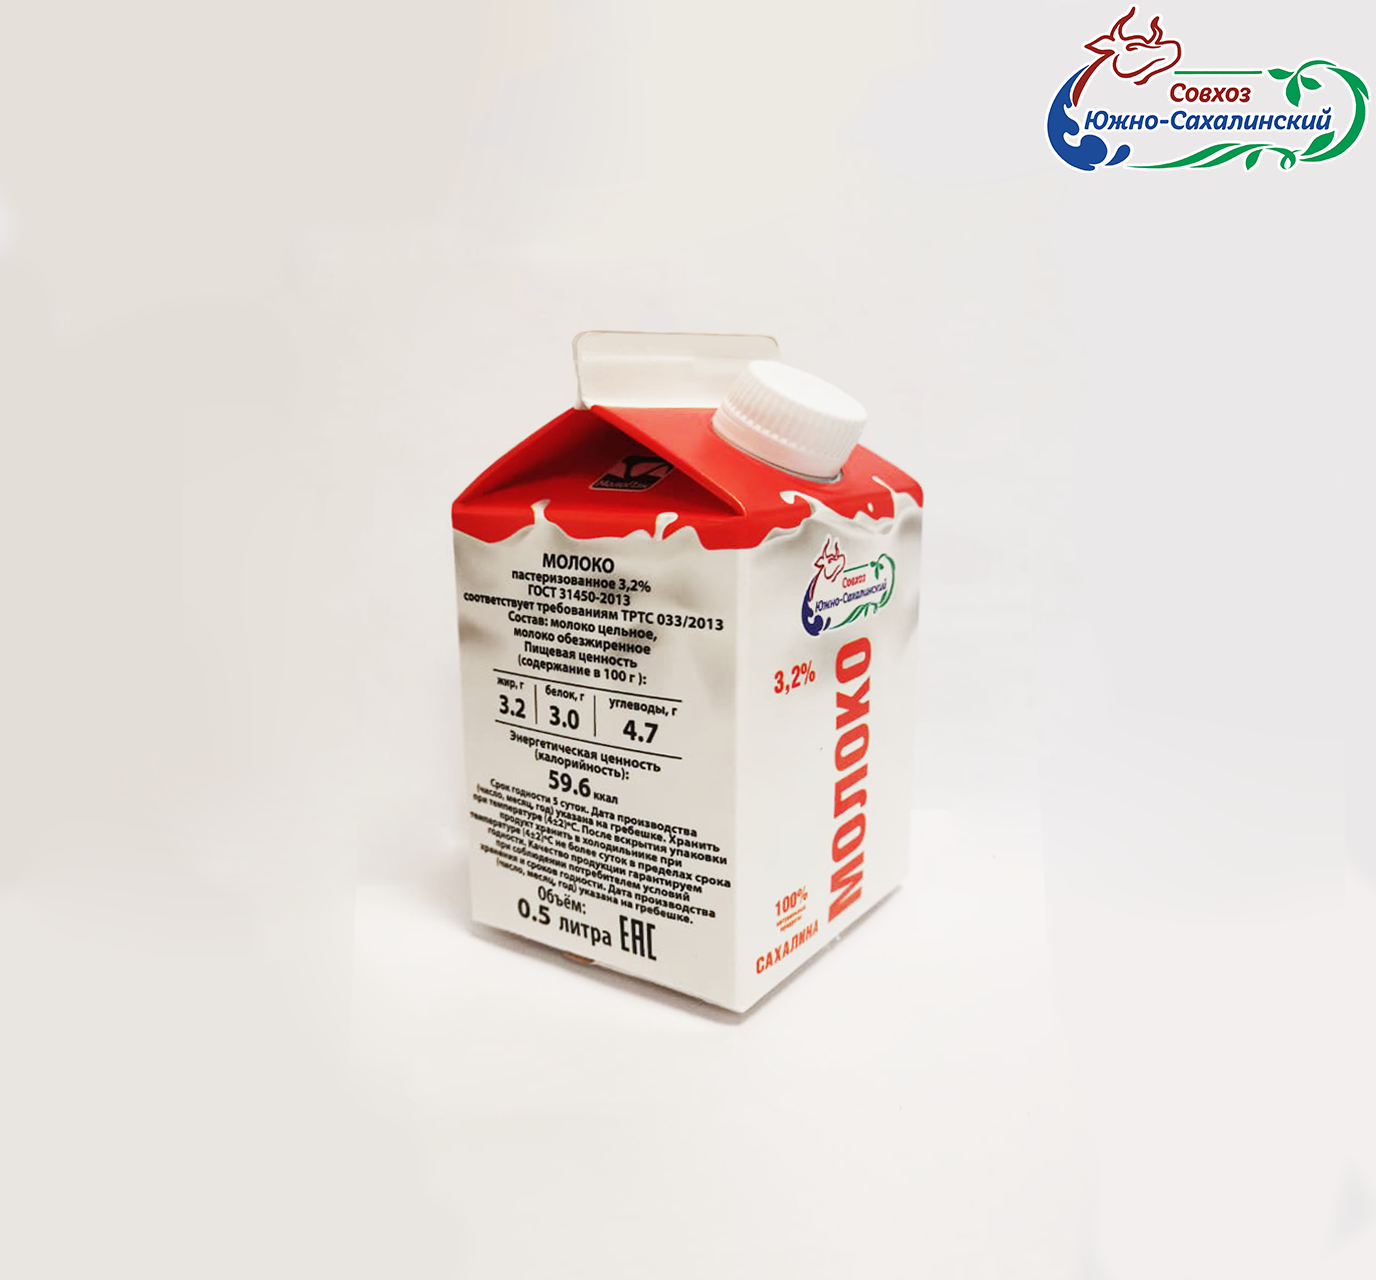 Совхоз
Южно-Сахалинский
МОЛОКО
пастеризованное 3,2%
ГОСТ 31450-2013
соответствует требованиям ТРТС 033/2013
Состав: молоко цельное,
молоко обезжиренное
Пищевая ценность
(содержание в 100 г ):
жир, г белок, г углеводы, г
3.2 3.0 4.7
Энергетическая ценность
(калорийность):
59.6 ккал
Срок годности 5 суток. Дата производства
(число, месяц, год) указана на гребешке. Хранить
при температуре (4±2)°С. После вскрытия упаковки
продукт хранить в холодильнике при
температуре (4±2)°С не более суток в пределах срока
годности. Качество продукции гарантируем
при соблюдении потребителем условий
хранения и сроков годности. Дата производства
(число, месяц, год) указана на гребешке.
Объём:
0.5 литра ЕАС
Совхоз
Южно-Сахалинский
3,2%
МОЛОКО
100%
САХАЛИНА